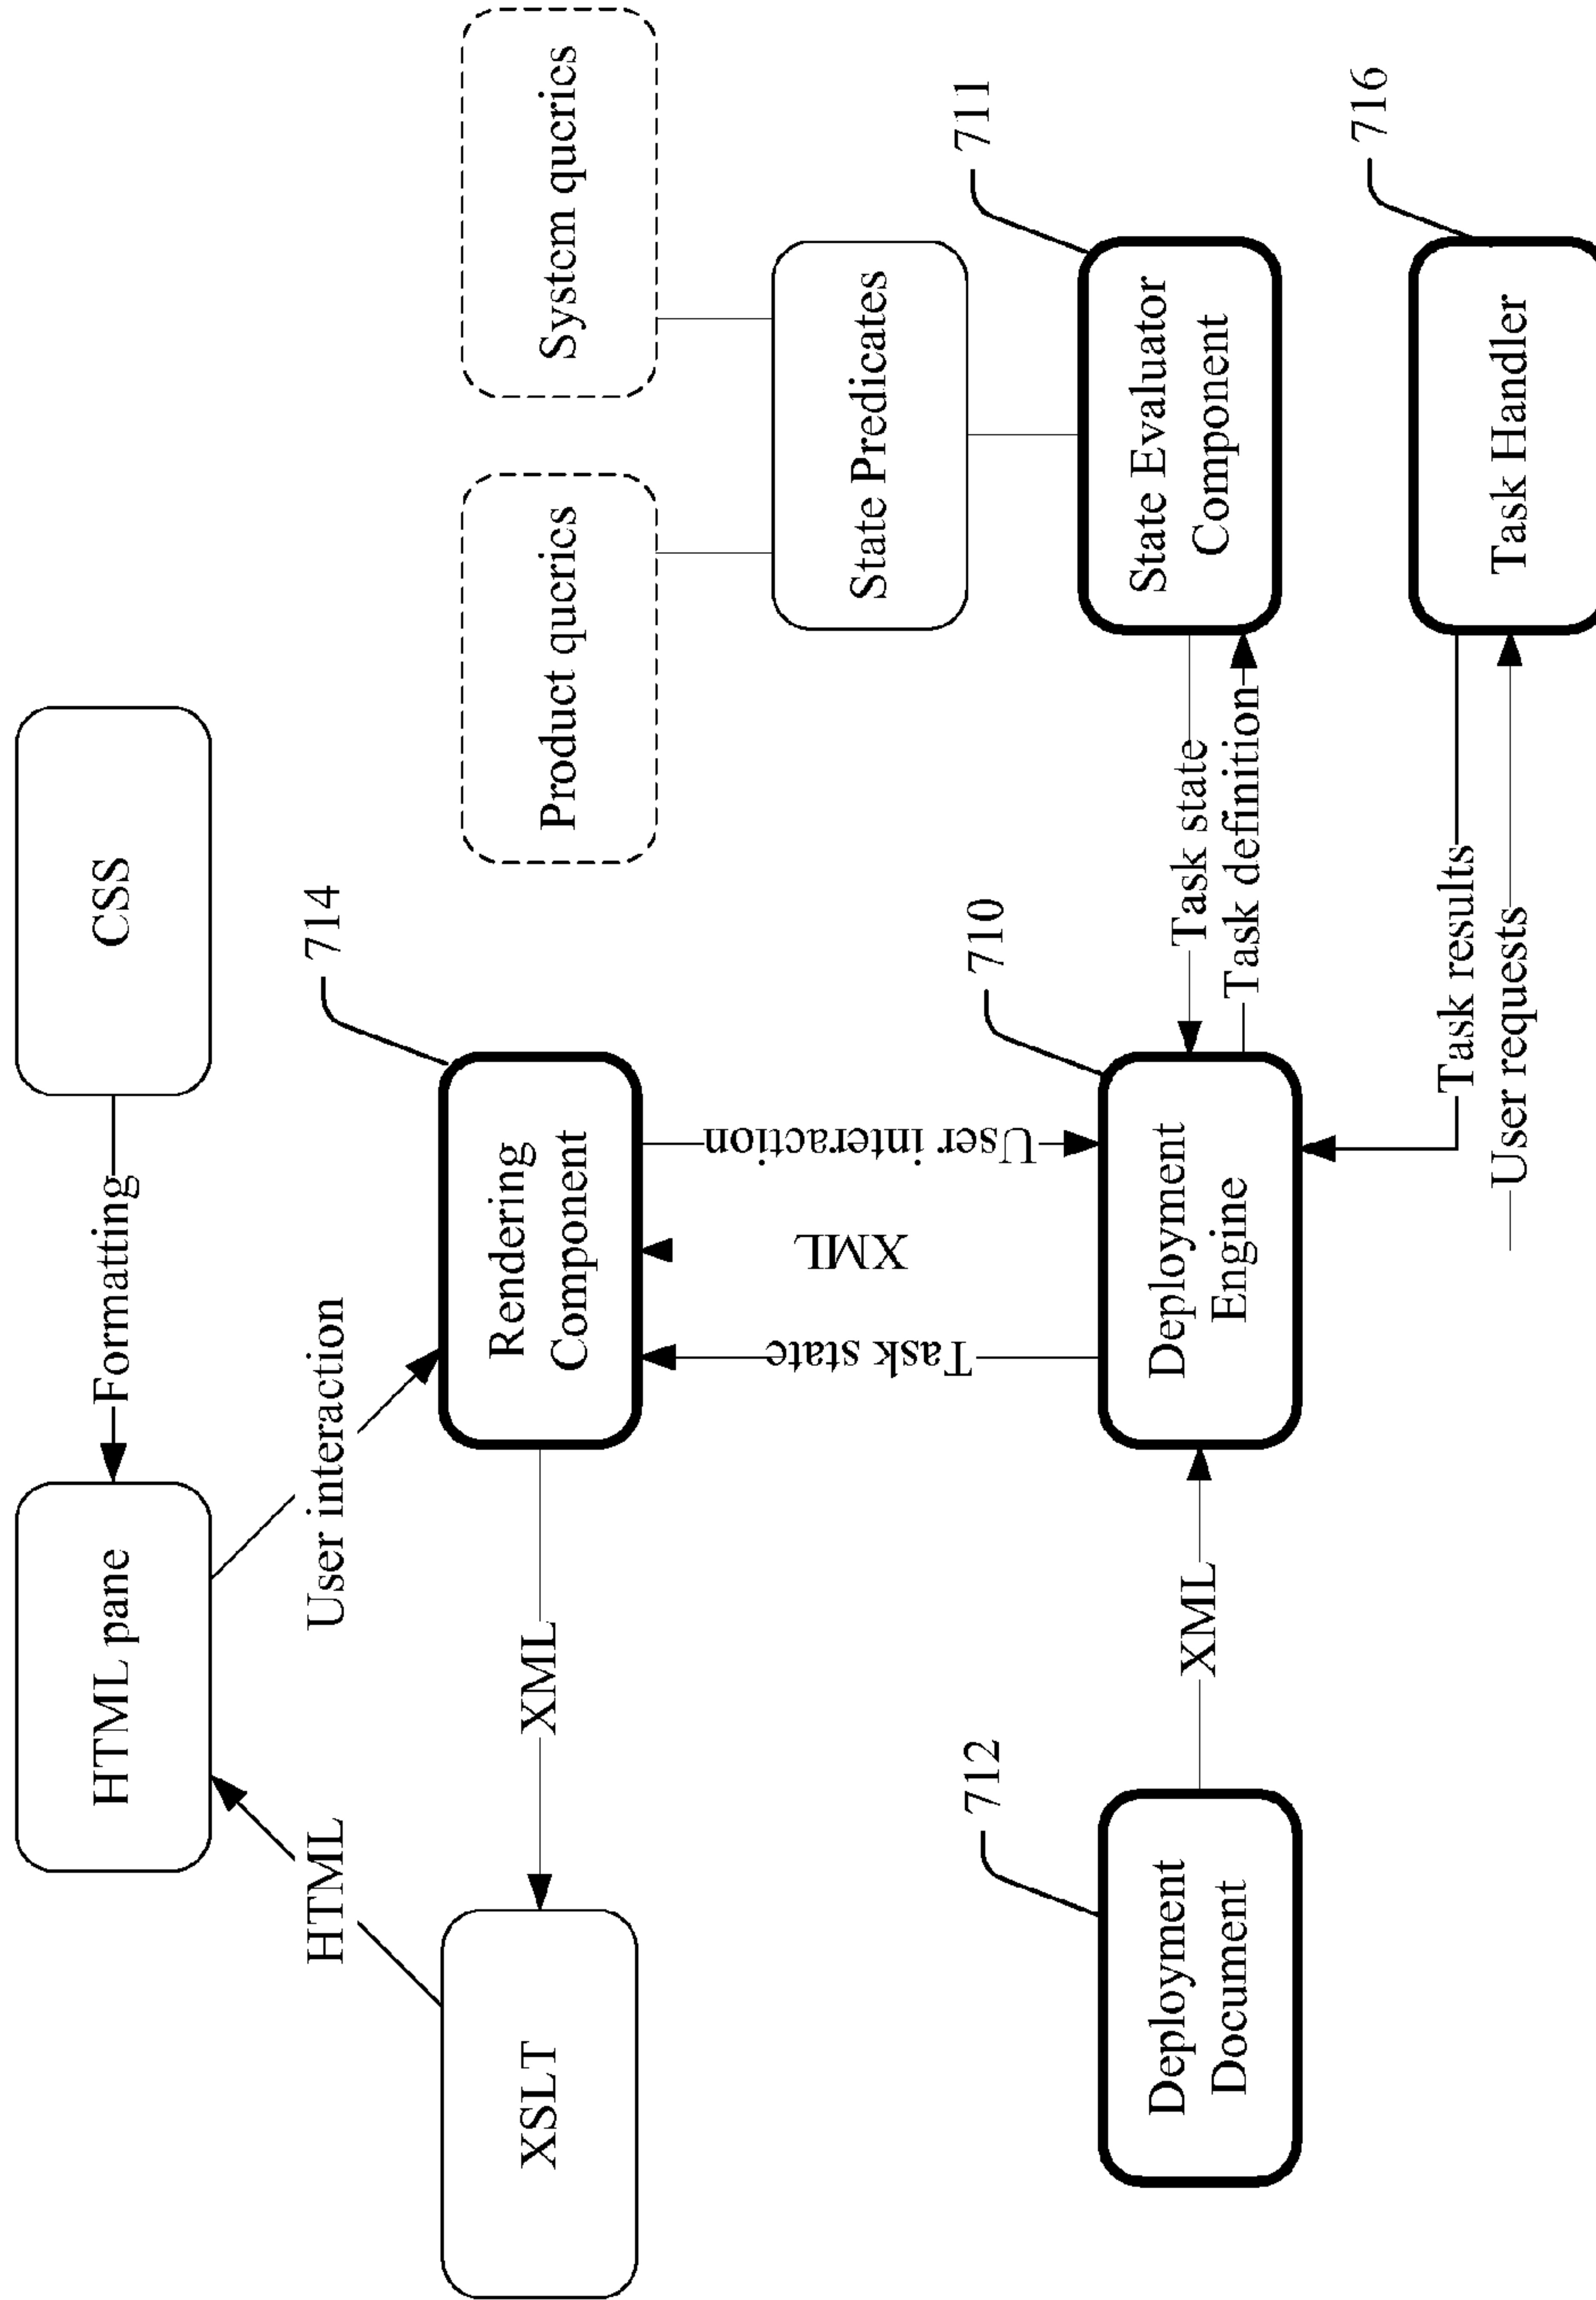 HTML pane
Formatting
CSS
HTML
User interaction
714
XSLT
XML
Rendering
Component
Product queries
System queries
Task state
XML
User interaction
State Predicates
712
710
711
Deployment
Document
XML
Deployment
Engine
Task state
Task definition
State Evaluator
Component
716
Task results
User requests
Task Handler